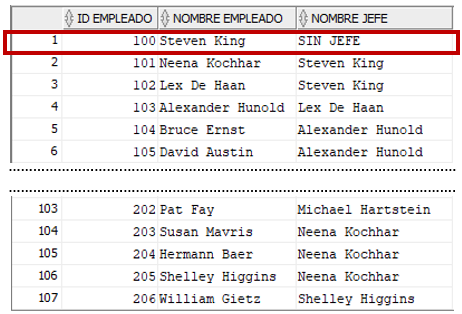 ID EMPLEADO NOMBRE EMPLEADO NOMBRE JEFE
1 100 Steven King SIN JEFE
2 101 Neena Kochhar Steven King
3 102 Lex De Haan Steven King
4 103 Alexander Hunold Lex De Haan
5 104 Bruce Ernst Alexander Hunold
6 105 David Austin Alexander Hunold
103 202 Pat Fay Michael Hartstein
104 203 Susan Mavris Neena Kochhar
105 204 Hermann Baer Neena Kochhar
106 205 Shelley Higgins Neena Kochhar
107 206 William Gietz Shelley Higgins